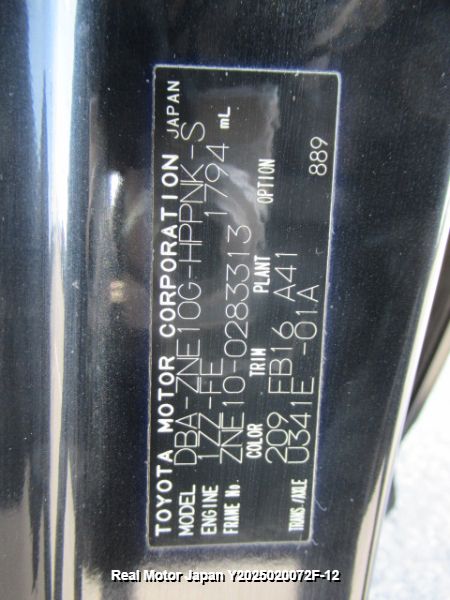 TOYOTA MOTOR CORPORATION JAPAN
MODEL DBA-ZNE10G-HPPNK-S
ENGINE 1ZZ-FE 1794 mL
FRAME No. ZNE10-0283313
COLOR TRIM PLANT OPTION
209 FB16 A41
TRANS./AXLE U341E -01A 889
Real Motor Japan Y2025020072F-12